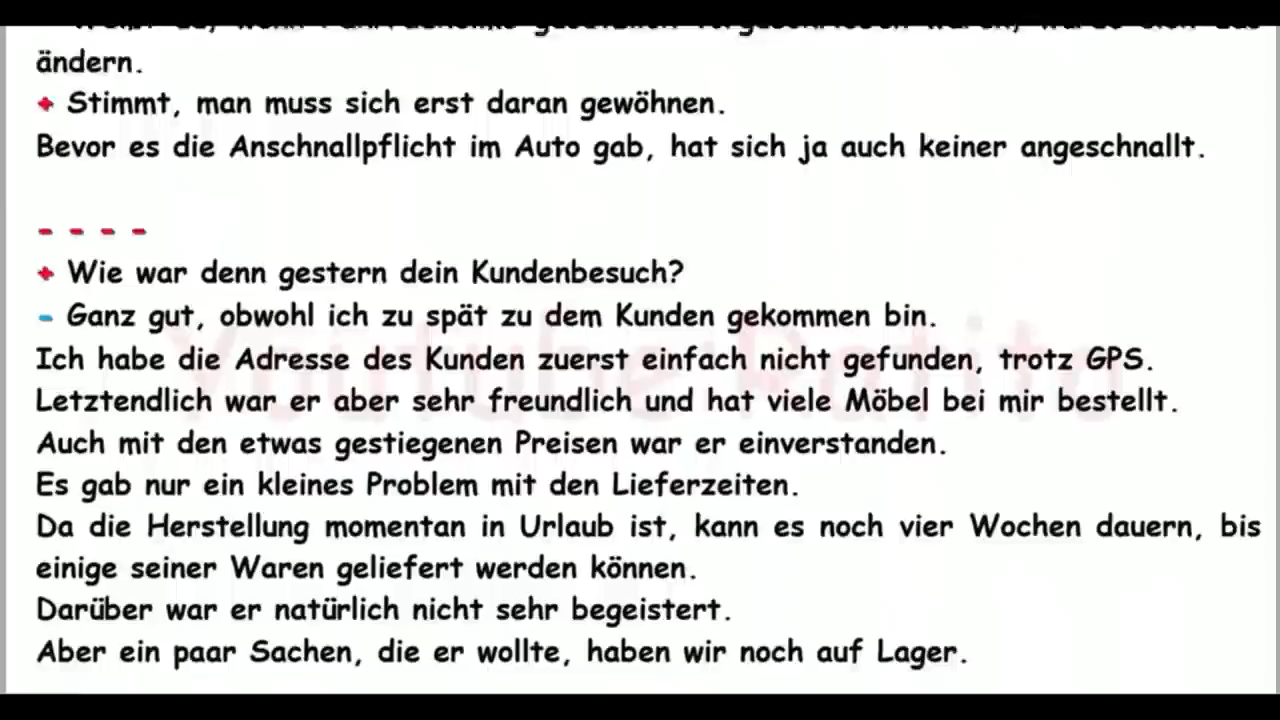 ändern.
+ Stimmt, man muss sich erst daran gewöhnen.
Bevor es die Anschnallpflicht im Auto gab, hat sich ja auch keiner angeschnallt.
- - - -
+ Wie war denn gestern dein Kundenbesuch?
- Ganz gut, obwohl ich zu spät zu dem Kunden gekommen bin.
Ich habe die Adresse des Kunden zuerst einfach nicht gefunden, trotz GPS.
Letztendlich war er aber sehr freundlich und hat viele Möbel bei mir bestellt.
Auch mit den etwas gestiegenen Preisen war er einverstanden.
Es gab nur ein kleines Problem mit den Lieferzeiten.
Da die Herstellung momentan in Urlaub ist, kann es noch vier Wochen dauern, bis
einige seiner Waren geliefert werden können.
Darüber war er natürlich nicht sehr begeistert.
Aber ein paar Sachen, die er wollte, haben wir noch auf Lager.